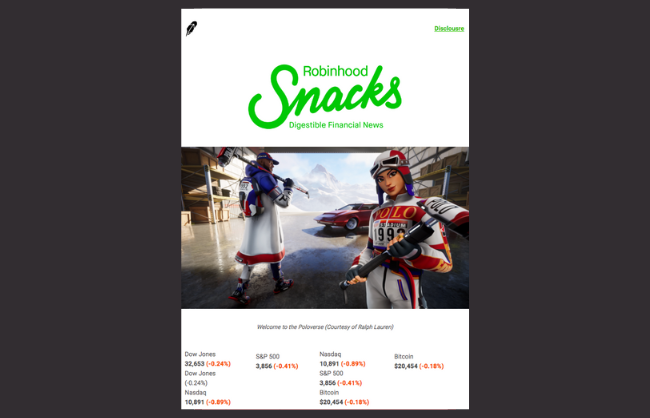 Disclosure
Robinhood
Snacks
Digestible Financial News
POLO
STADIUM
1992
Welcome to the Poloverse (Courtesy of Ralph Lauren)
Dow Jones
32,653 (-0.24%)
Dow Jones
(-0.24%)
Nasdaq
10,891 (-0.89%)
S&P 500
3,856 (-0.41%)
Nasdaq
10,891 (-0.89%)
S&P 500
3,856 (-0.41%)
Bitcoin
$20,454 (-0.18%)
Bitcoin
$20,454 (-0.18%)